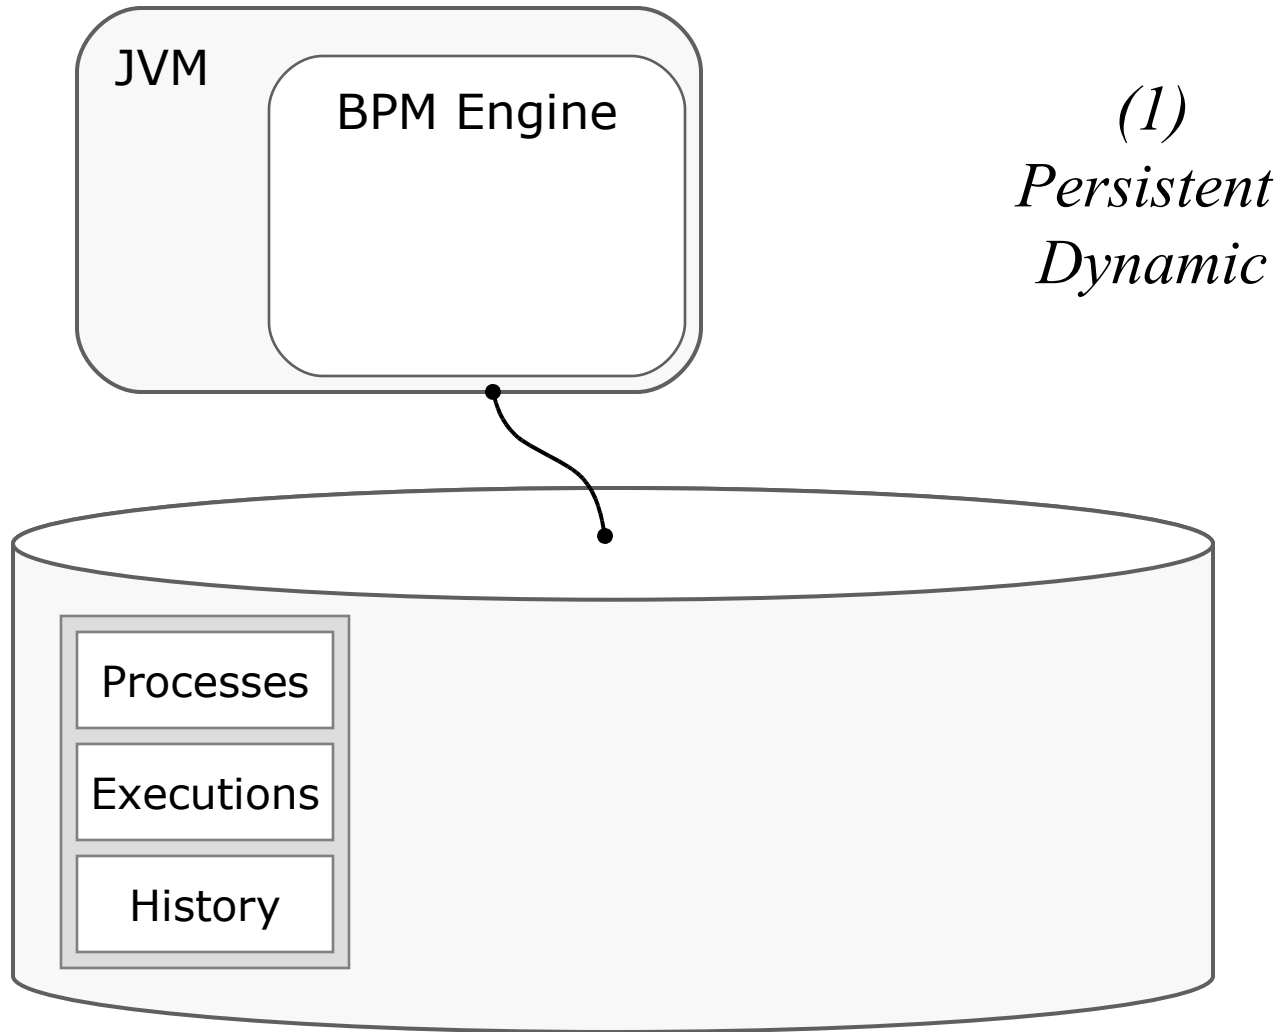 JVM
BPM Engine
(1)
Persistent
Dynamic
Processes
Executions
History